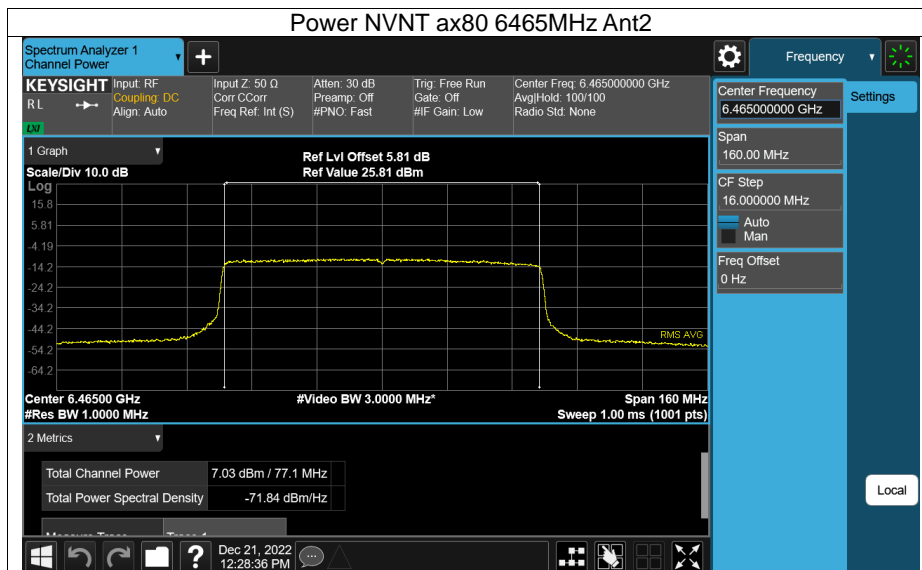 Power NVNT ax80 6465MHz Ant2
Spectrum Analyzer 1
Channel Power
+
Frequency
KEYSIGHT
RL
LXI
Input: RF
Coupling: DC
Align: Auto
Input Z: 50 Ω
Corr CCorr
Freq Ref: Int (S)
Atten: 30 dB
Preamp: Off
#PNO: Fast
Trig: Free Run
Gate: Off
#IF Gain: Low
Center Freq: 6.465000000 GHz
Avg|Hold: 100/100
Radio Std: None
Center Frequency
6.465000000 GHz
Settings
Span
160.00 MHz
CF Step
16.000000 MHz
Auto
Man
Freq Offset
0 Hz
1 Graph
Scale/Div 10.0 dB
Log
Ref Lvl Offset 5.81 dB
Ref Value 25.81 dBm
15.8
5.81
-4.19
-14.2
-24.2
-34.2
-44.2
-54.2
-64.2
RMS AVG
Center 6.46500 GHz
#Video BW 3.0000 MHz*
Span 160 MHz
#Res BW 1.0000 MHz
Sweep 1.00 ms (1001 pts)
2 Metrics
Total Channel Power 7.03 dBm / 77.1 MHz
Total Power Spectral Density -71.84 dBm/Hz
Local
?
Dec 21, 2022
12:28:36 PM